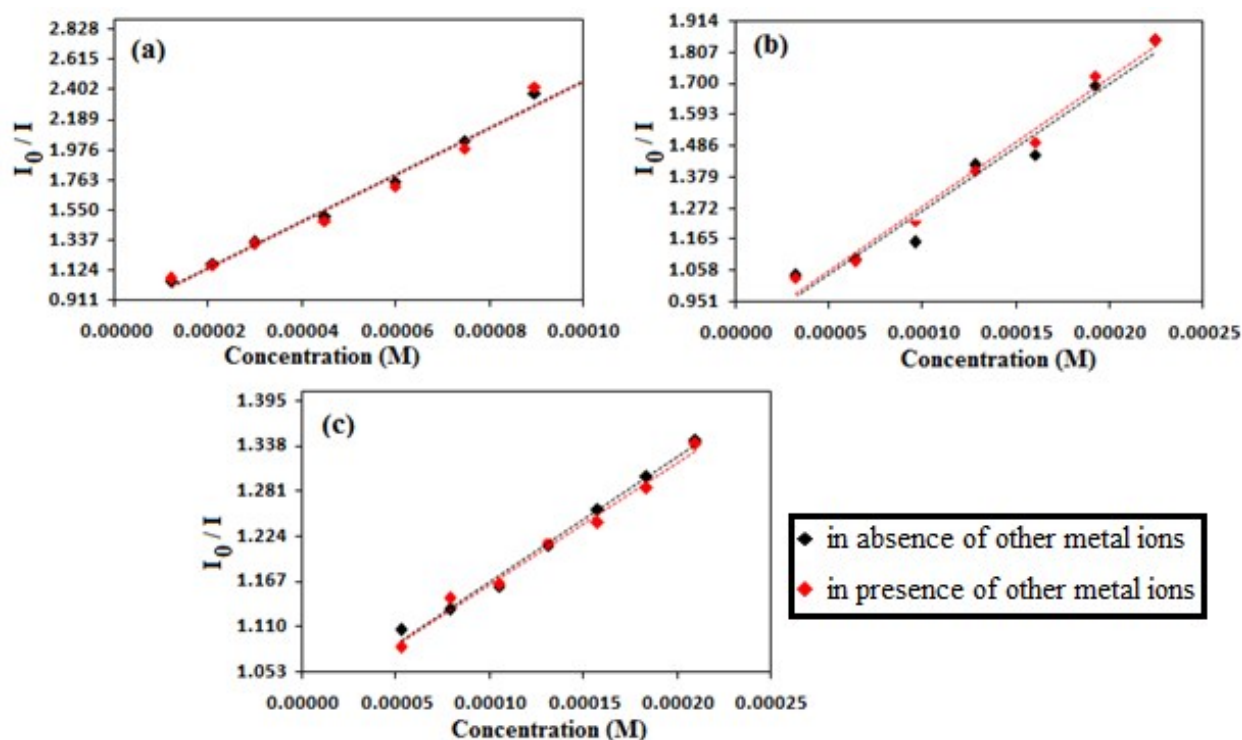 (a)
I0 / I
2.828
2.615
2.402
2.189
1.976
1.763
1.550
1.337
1.124
0.911
0.00000 0.00002 0.00004 0.00006 0.00008 0.00010
Concentration (M)
(b)
I0 / I
1.914
1.807
1.700
1.593
1.486
1.379
1.272
1.165
1.058
0.951
0.00000 0.00005 0.00010 0.00015 0.00020 0.00025
Concentration (M)
(c)
I0 / I
1.395
1.338
1.281
1.224
1.167
1.110
1.053
0.00000 0.00005 0.00010 0.00015 0.00020 0.00025
Concentration (M)
in absence of other metal ions
in presence of other metal ions